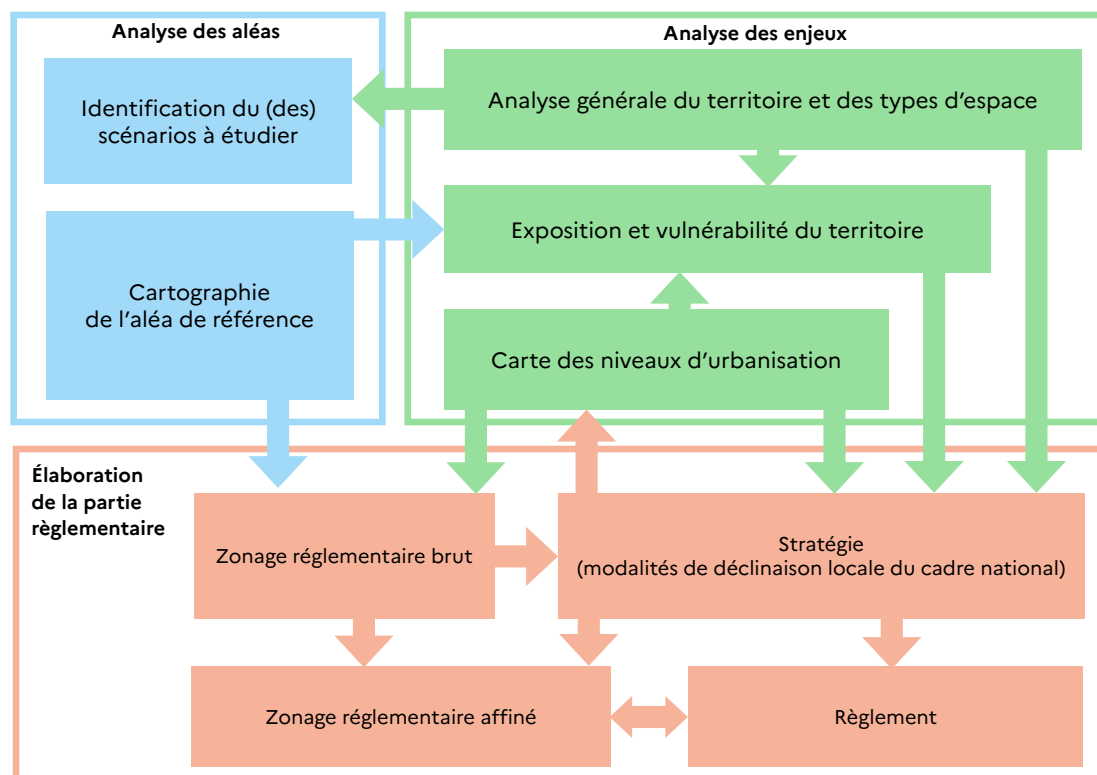 Analyse des aléas
Identification du (des)
scénarios à étudier
Cartographie
de l’aléa de référence
Analyse des enjeux
Analyse générale du territoire et des types d’espace
Exposition et vulnérabilité du territoire
Carte des niveaux d’urbanisation
Élaboration
de la partie
règlementaire
Zonage réglementaire brut
Stratégie
(modalités de déclinaison locale du cadre national)
Zonage réglementaire affiné
Règlement